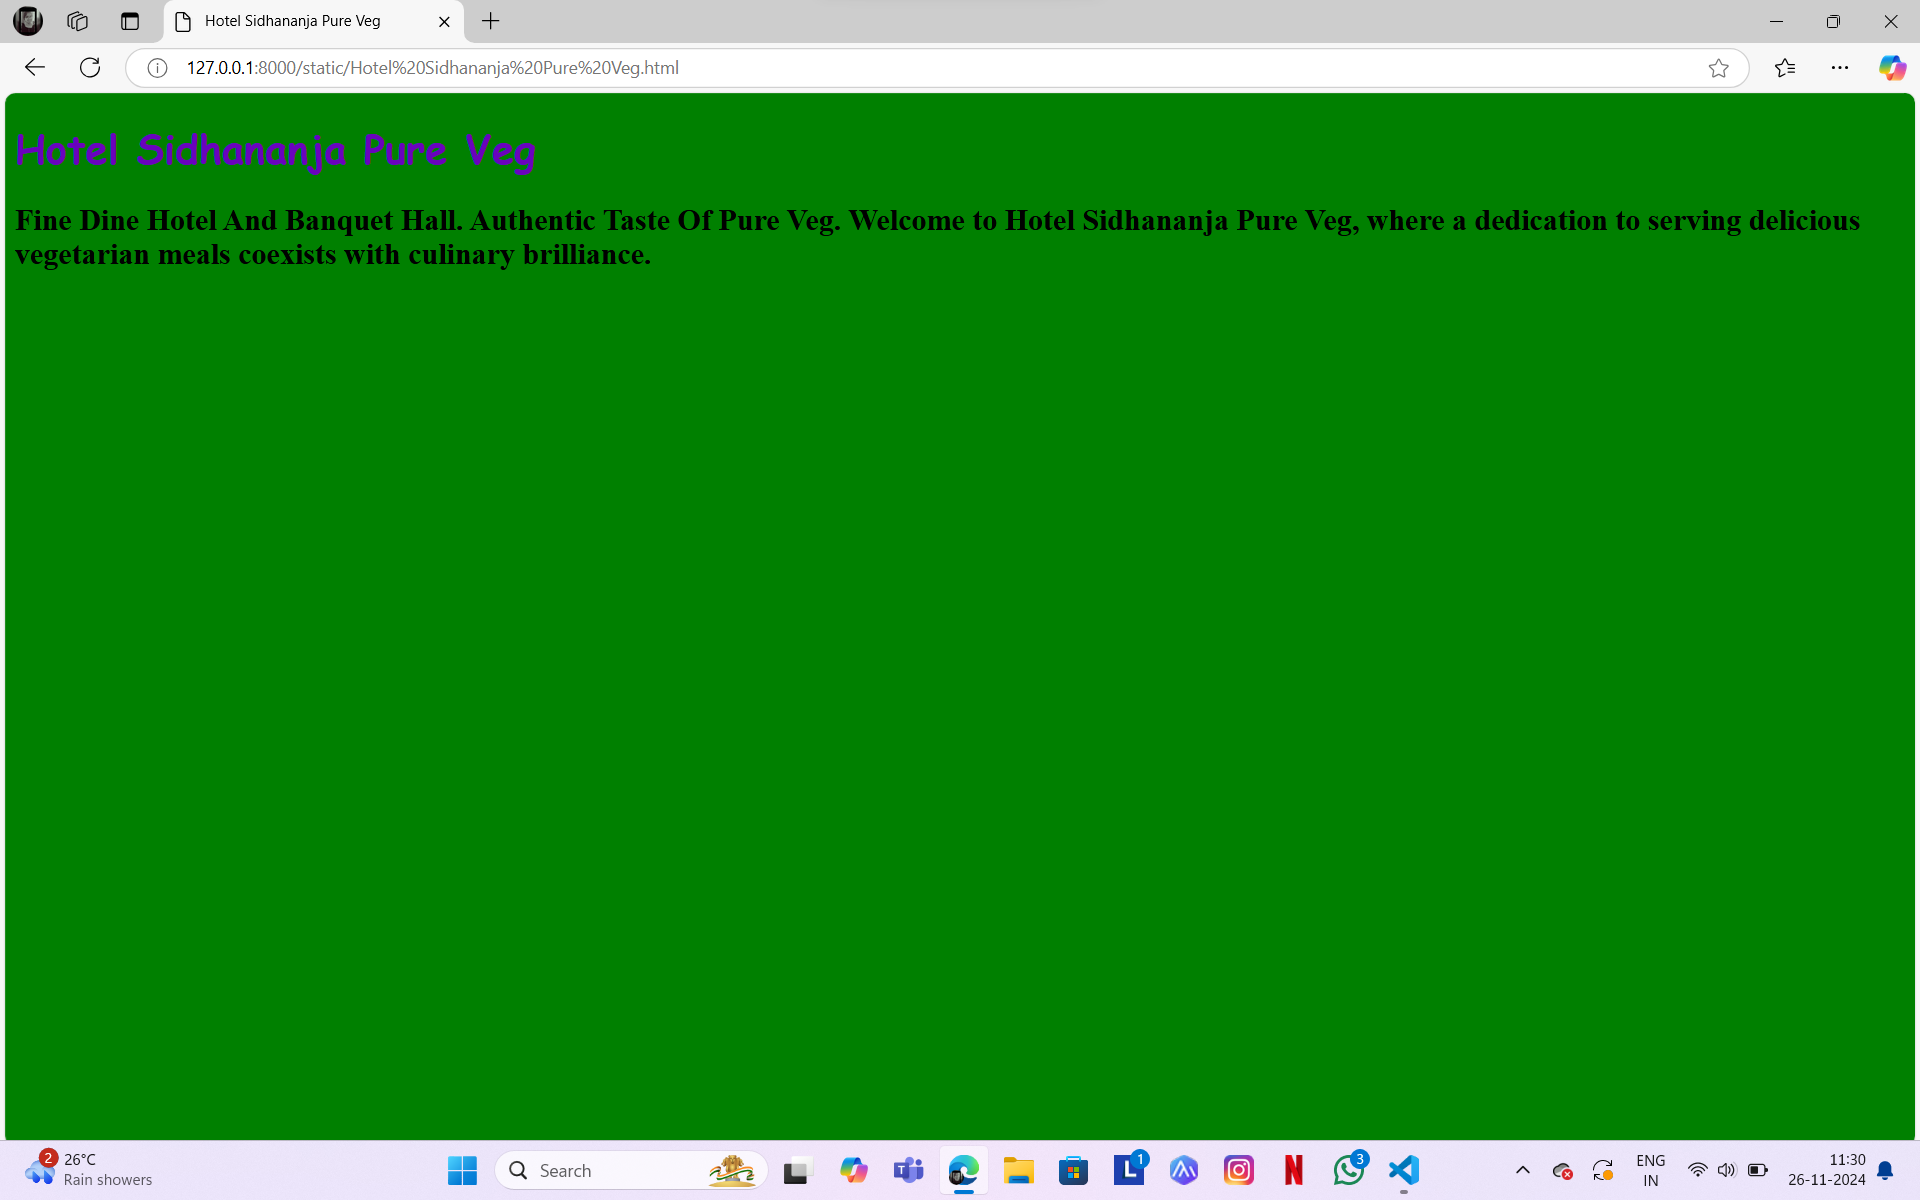 Hotel Sidhananja Pure Veg
127.0.0.1:8000/static/Hotel%20Sidhananja%20Pure%20Veg.html
Hotel Sidhananja Pure Veg
Fine Dine Hotel And Banquet Hall. Authentic Taste Of Pure Veg. Welcome to Hotel Sidhananja Pure Veg, where a dedication to serving delicious
vegetarian meals coexists with culinary brilliance.
2
26°C
Rain showers
Search
1
3
ENG
IN
11:30
26-11-2024